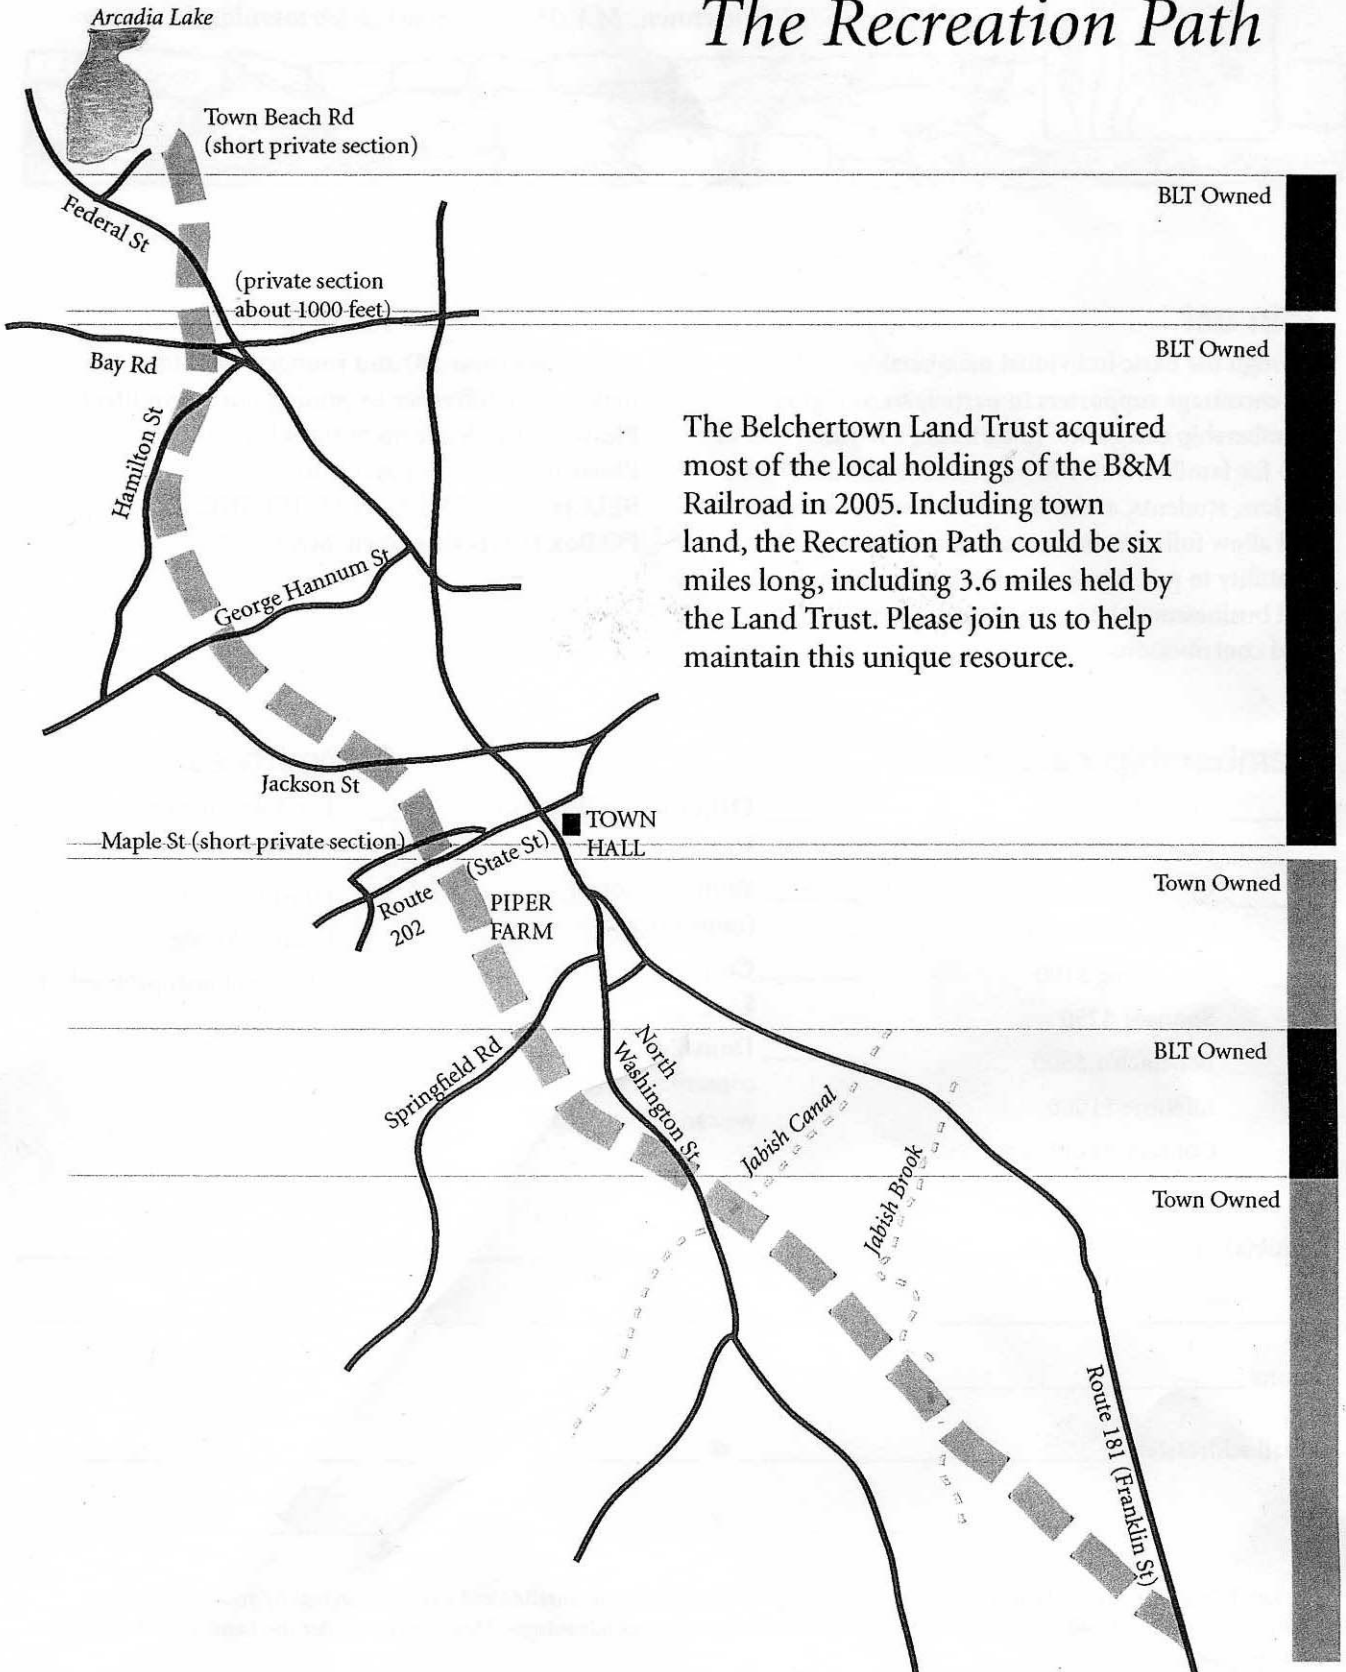 The Recreation Path
Arcadia Lake
Town Beach Rd
(short private section)
BLT Owned
Federal St
(private section
about 1000 feet)
BLT Owned
Bay Rd
Hamilton St
The Belchertown Land Trust acquired
most of the local holdings of the B&M
Railroad in 2005. Including town
land, the Recreation Path could be six
miles long, including 3.6 miles held by
the Land Trust. Please join us to help
maintain this unique resource.
George Hannum St
Jackson St
TOWN
HALL
Maple St (short private section)
(State St)
Route
202
PIPER
FARM
Town Owned
Springfield Rd
North
Washington St.
BLT Owned
Jabish Canal
Jabish Brook
Town Owned
Route 181 (Franklin St)